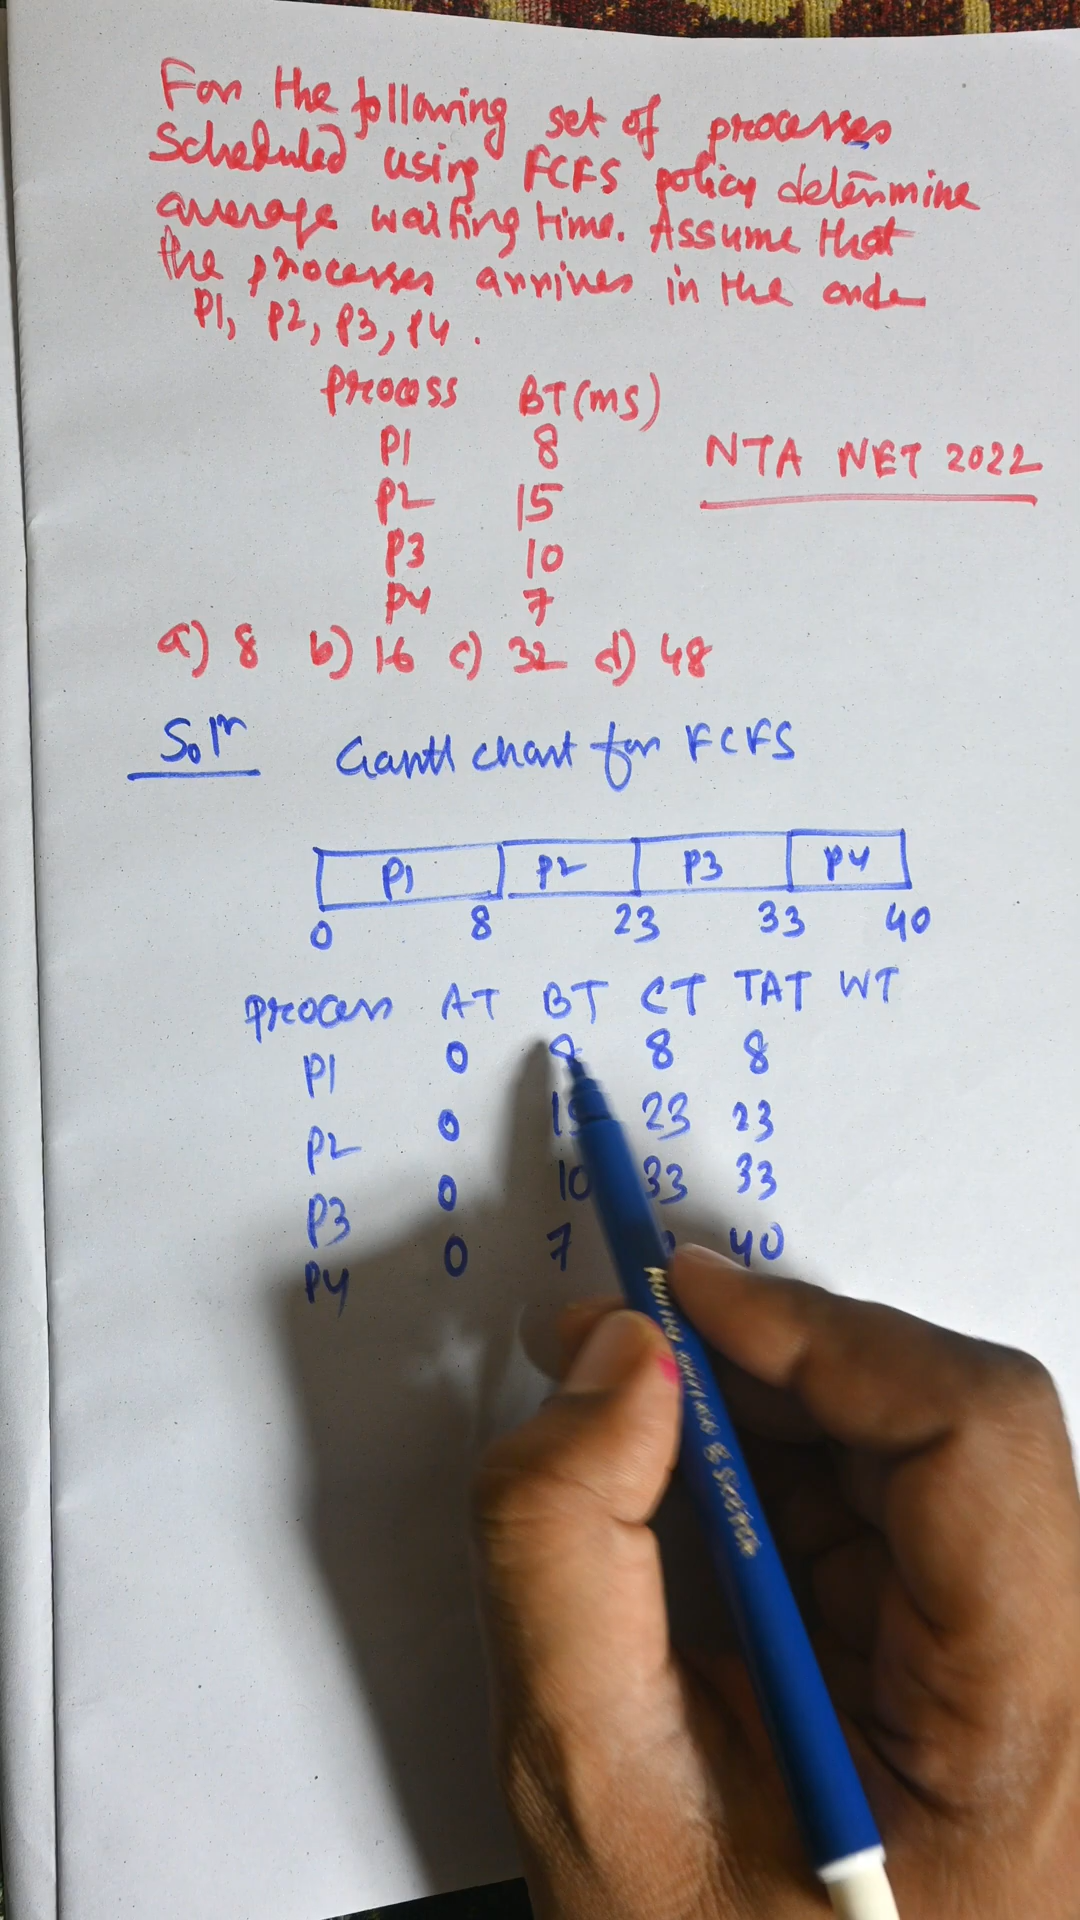 For the following set of processes
Scheduled using FCFS policy determine
average waiting time. Assume that
the processes arrives in the orde
P1, P2, P3, P4.
Process BT(ms)
P1 8
NTA NET 2022
P2 15
P3 10
P4 7
a) 8 b) 16 c) 32 d) 48
Soln Gantt chart for FCFS
P1 P2 P3 P4
0 8 23 33 40
Process AT BT CT TAT WT
P1 0 8 8 8
P2 0 15 23 23
P3 0 10 33 33
P4 0 7 40